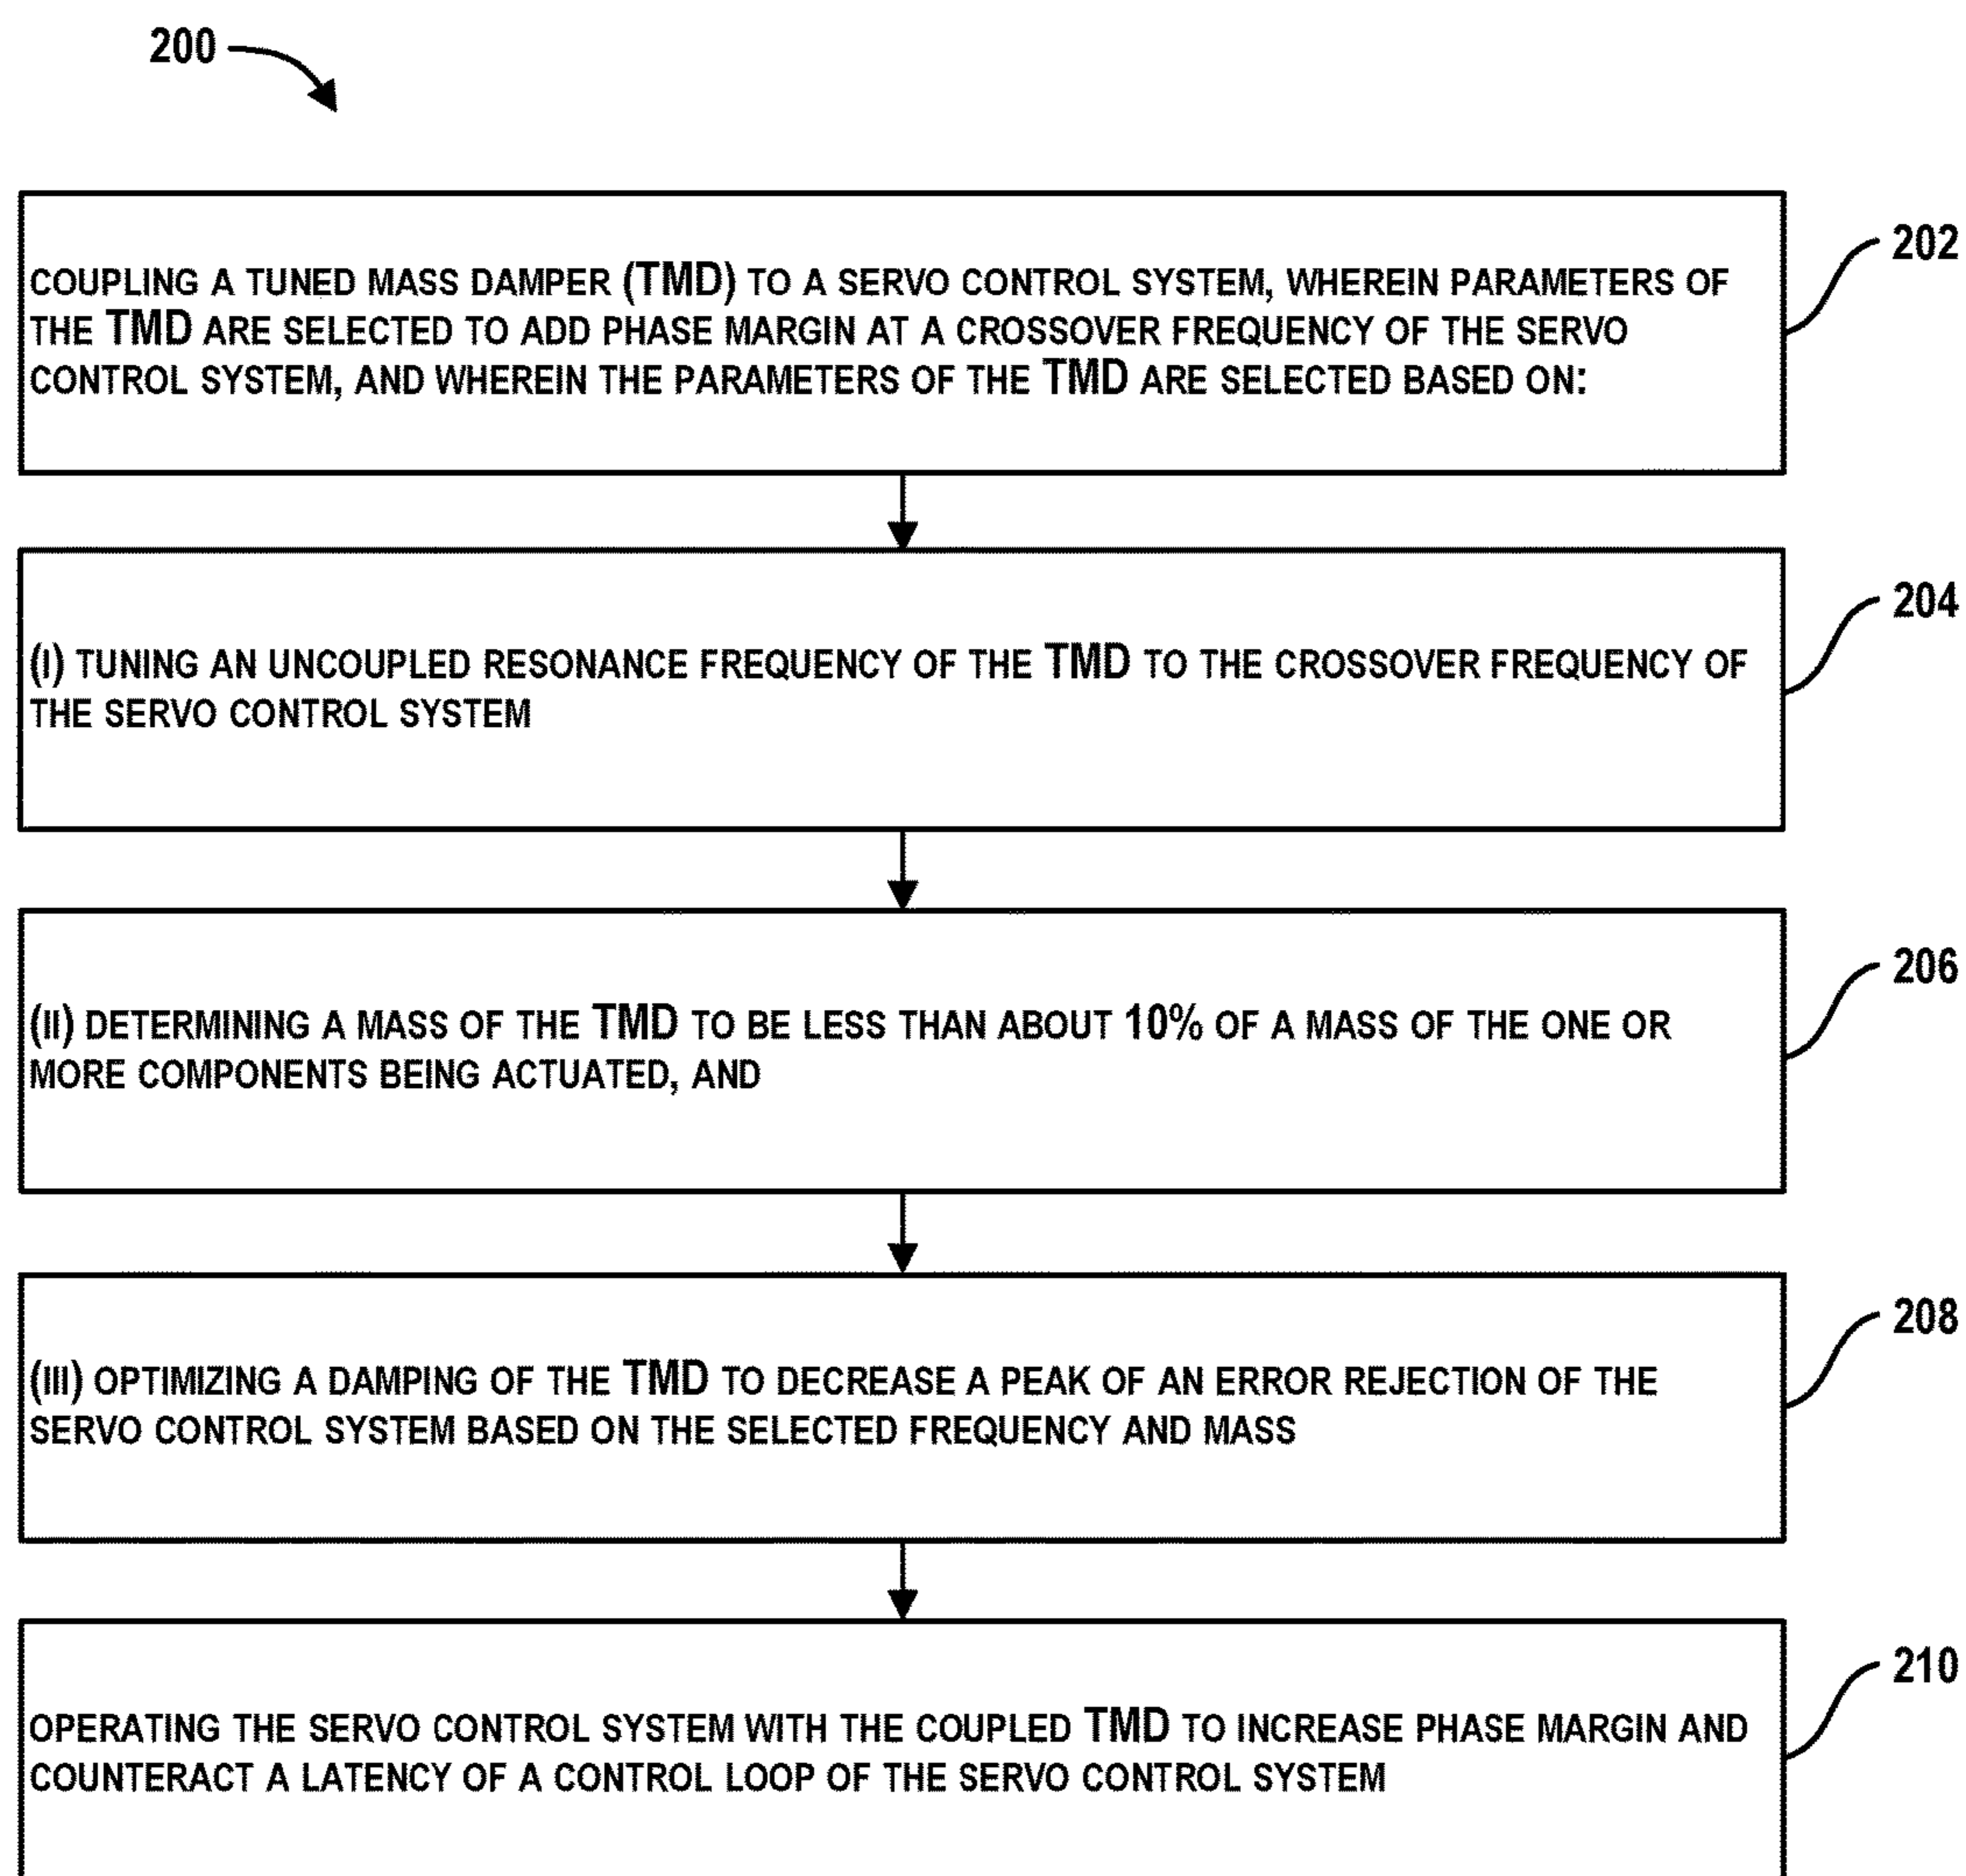 200
COUPLING A TUNED MASS DAMPER (TMD) TO A SERVO CONTROL SYSTEM, WHEREIN PARAMETERS OF
THE TMD ARE SELECTED TO ADD PHASE MARGIN AT A CROSSOVER FREQUENCY OF THE SERVO
CONTROL SYSTEM, AND WHEREIN THE PARAMETERS OF THE TMD ARE SELECTED BASED ON:
202
(I) TUNING AN UNCOUPLED RESONANCE FREQUENCY OF THE TMD TO THE CROSSOVER FREQUENCY OF
THE SERVO CONTROL SYSTEM
204
(II) DETERMINING A MASS OF THE TMD TO BE LESS THAN ABOUT 10% OF A MASS OF THE ONE OR
MORE COMPONENTS BEING ACTUATED, AND
206
(III) OPTIMIZING A DAMPING OF THE TMD TO DECREASE A PEAK OF AN ERROR REJECTION OF THE
SERVO CONTROL SYSTEM BASED ON THE SELECTED FREQUENCY AND MASS
208
OPERATING THE SERVO CONTROL SYSTEM WITH THE COUPLED TMD TO INCREASE PHASE MARGIN AND
COUNTERACT A LATENCY OF A CONTROL LOOP OF THE SERVO CONTROL SYSTEM
210